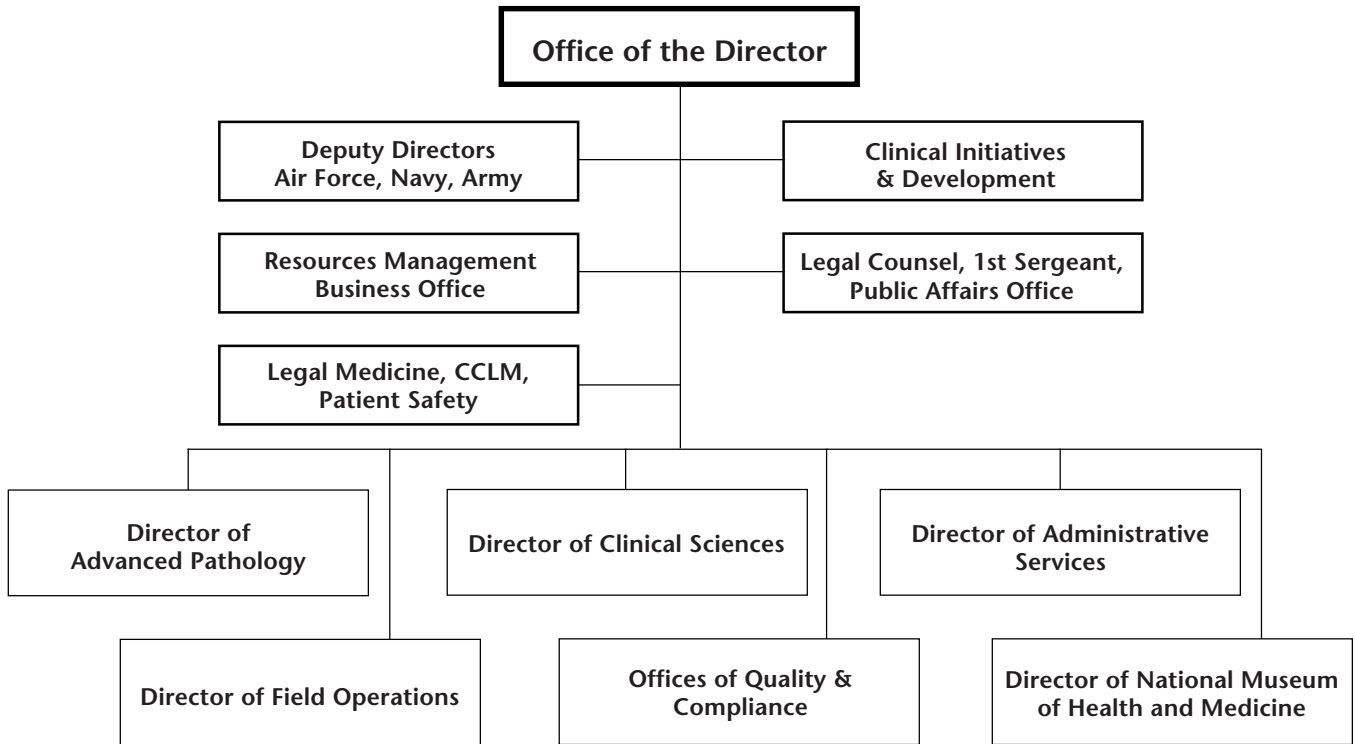 Office of the Director
Deputy Directors
Air Force, Navy, Army
Clinical Initiatives
& Development
Resources Management
Business Office
Legal Counsel, 1st Sergeant,
Public Affairs Office
Legal Medicine, CCLM,
Patient Safety
Director of
Advanced Pathology
Director of Clinical Sciences
Director of Administrative
Services
Director of Field Operations
Offices of Quality &
Compliance
Director of National Museum
of Health and Medicine